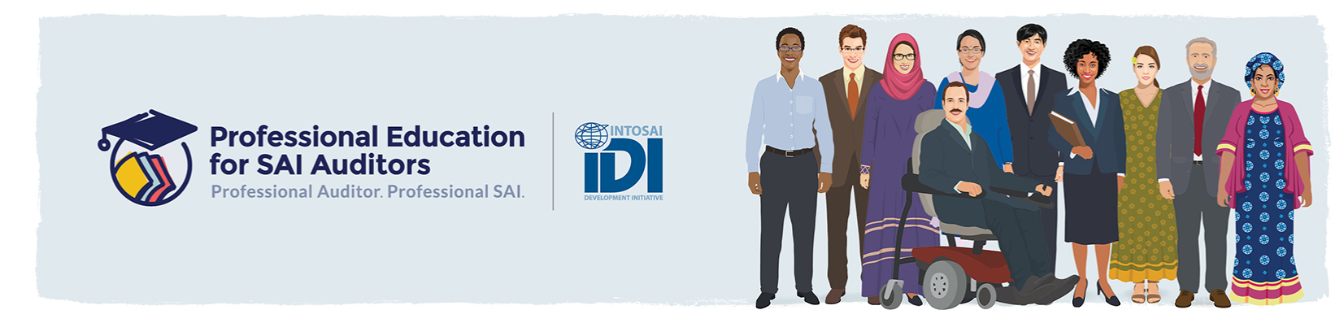 Professional Education
for SAI Auditors
Professional Auditor. Professional SAI.
INTOSAI
IDI
DEVELOPMENT INITIATIVE